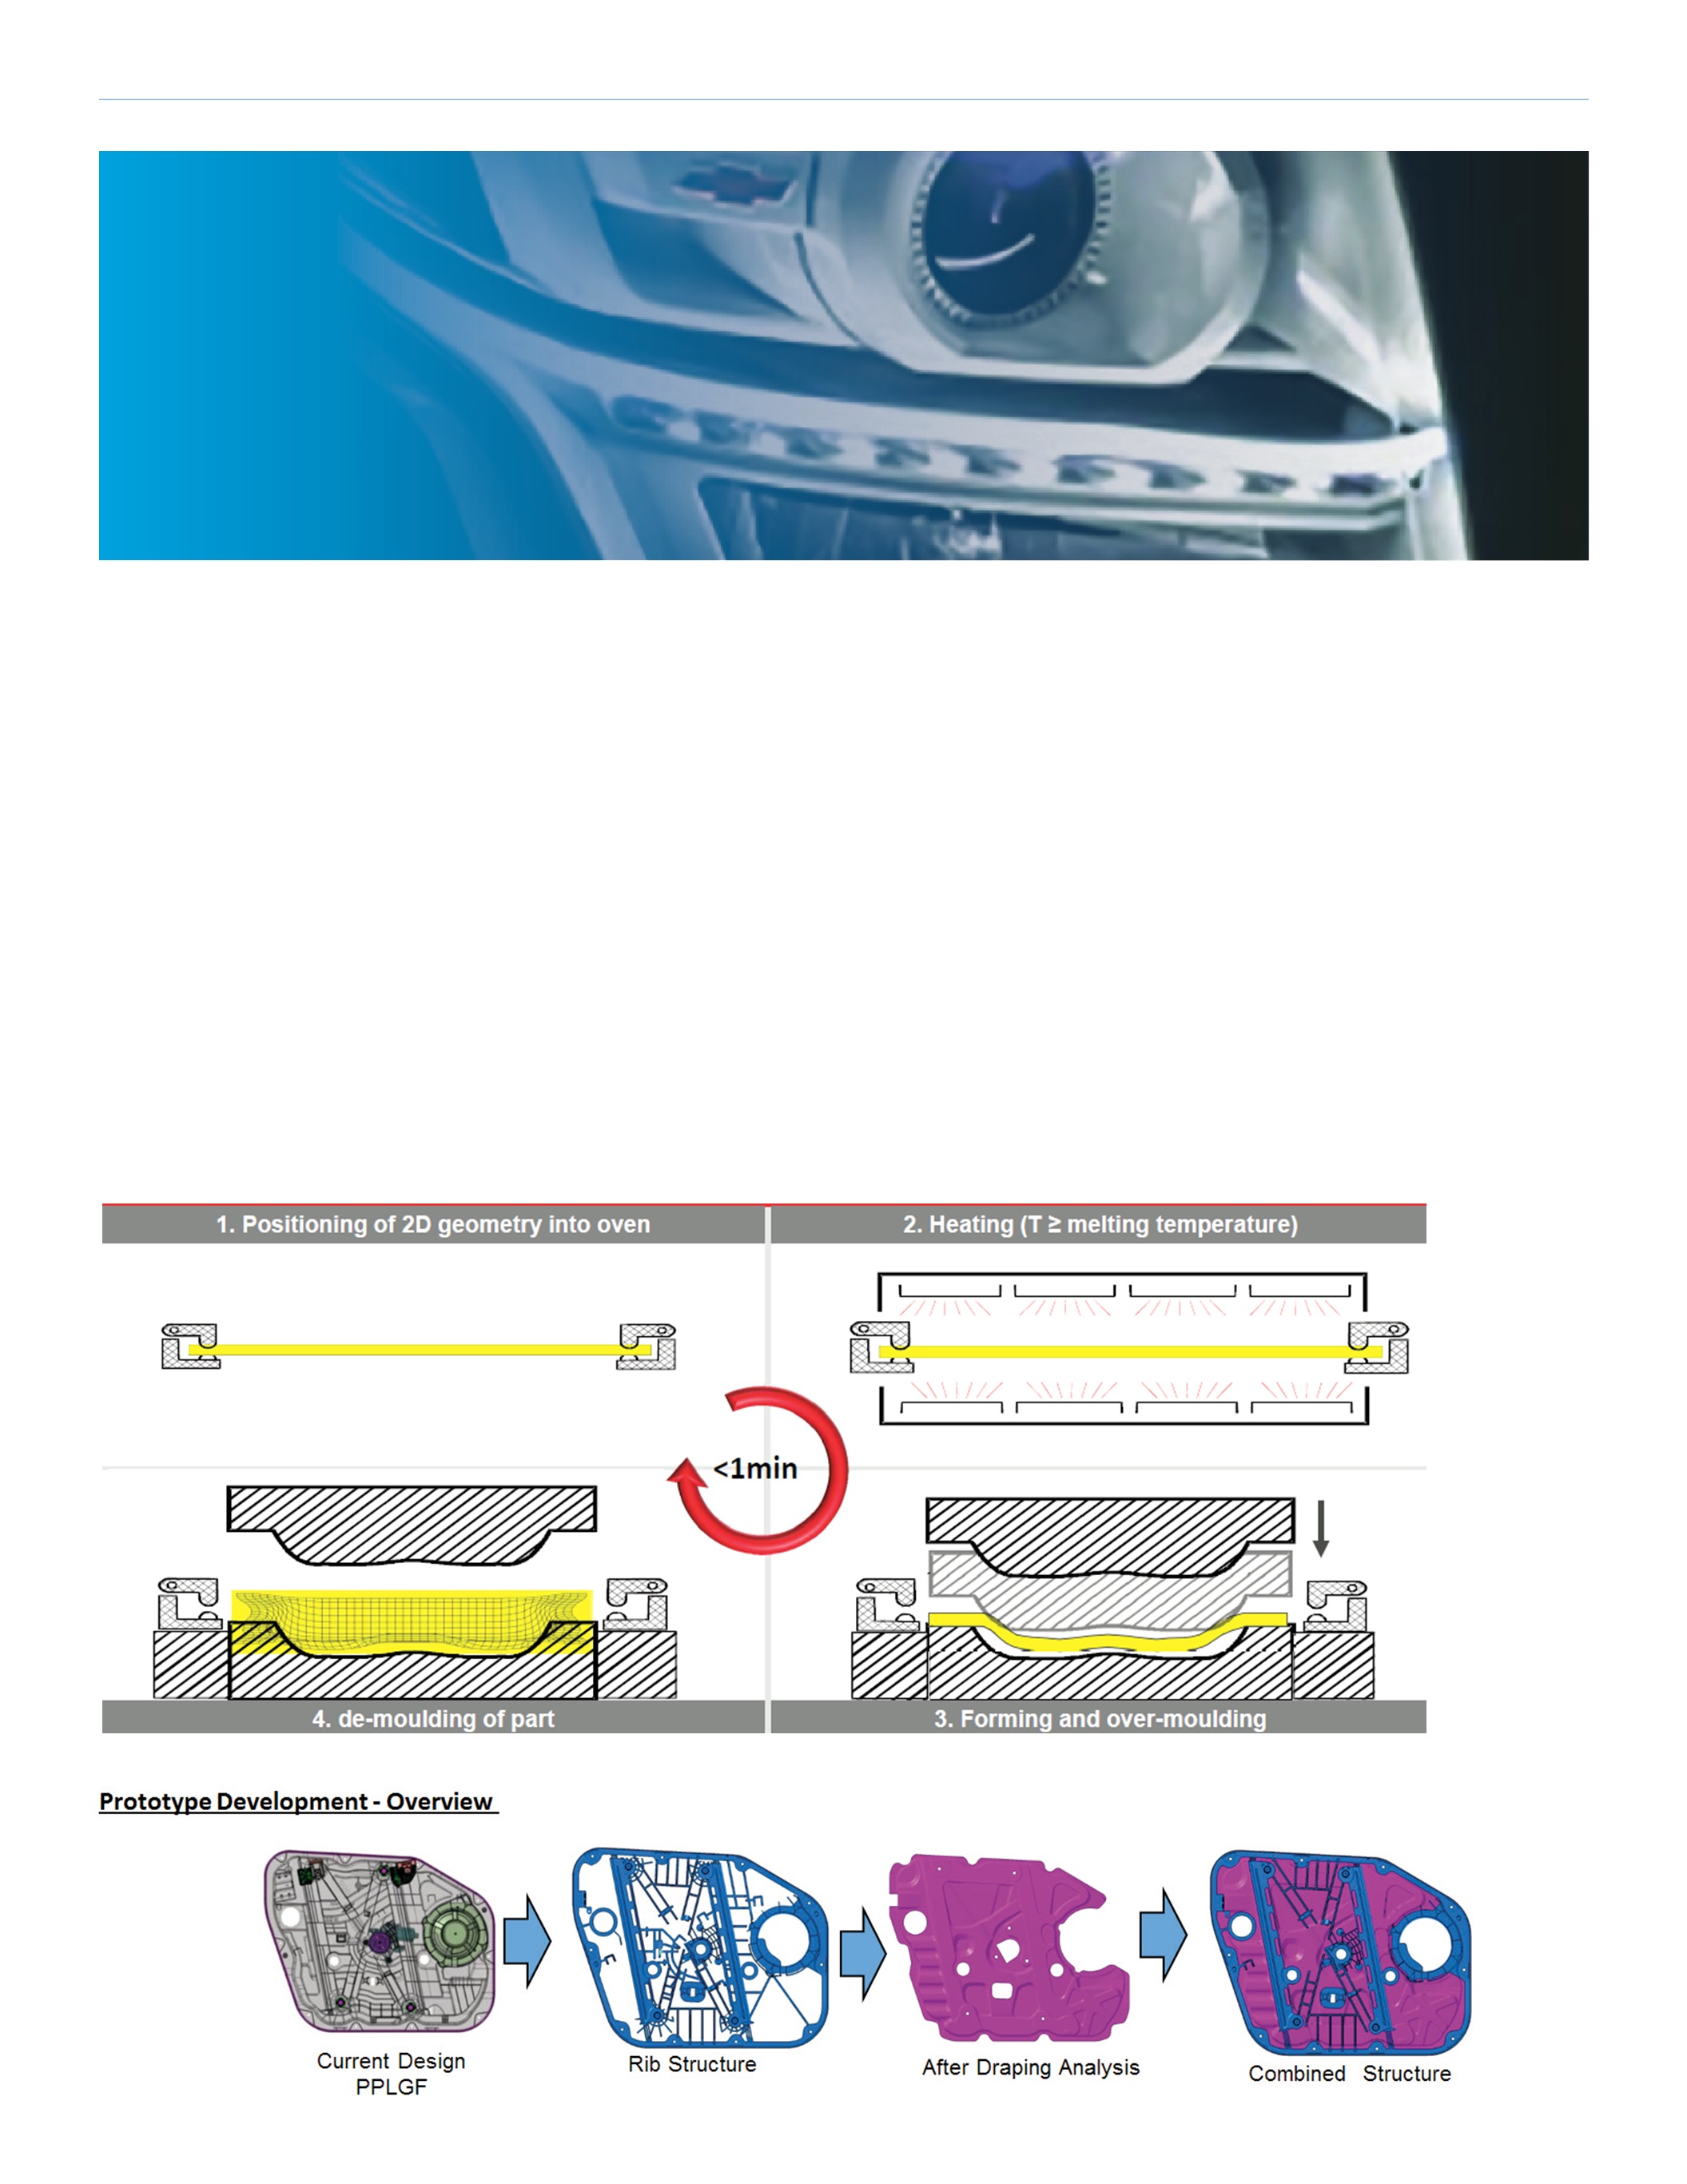 1. Positioning of 2D geometry into oven
2. Heating (T ≥ melting temperature)
<1min
4. de-moulding of part
3. Forming and over-moulding
Prototype Development - Overview
Current Design
PPLGF
Rib Structure
After Draping Analysis
Combined Structure